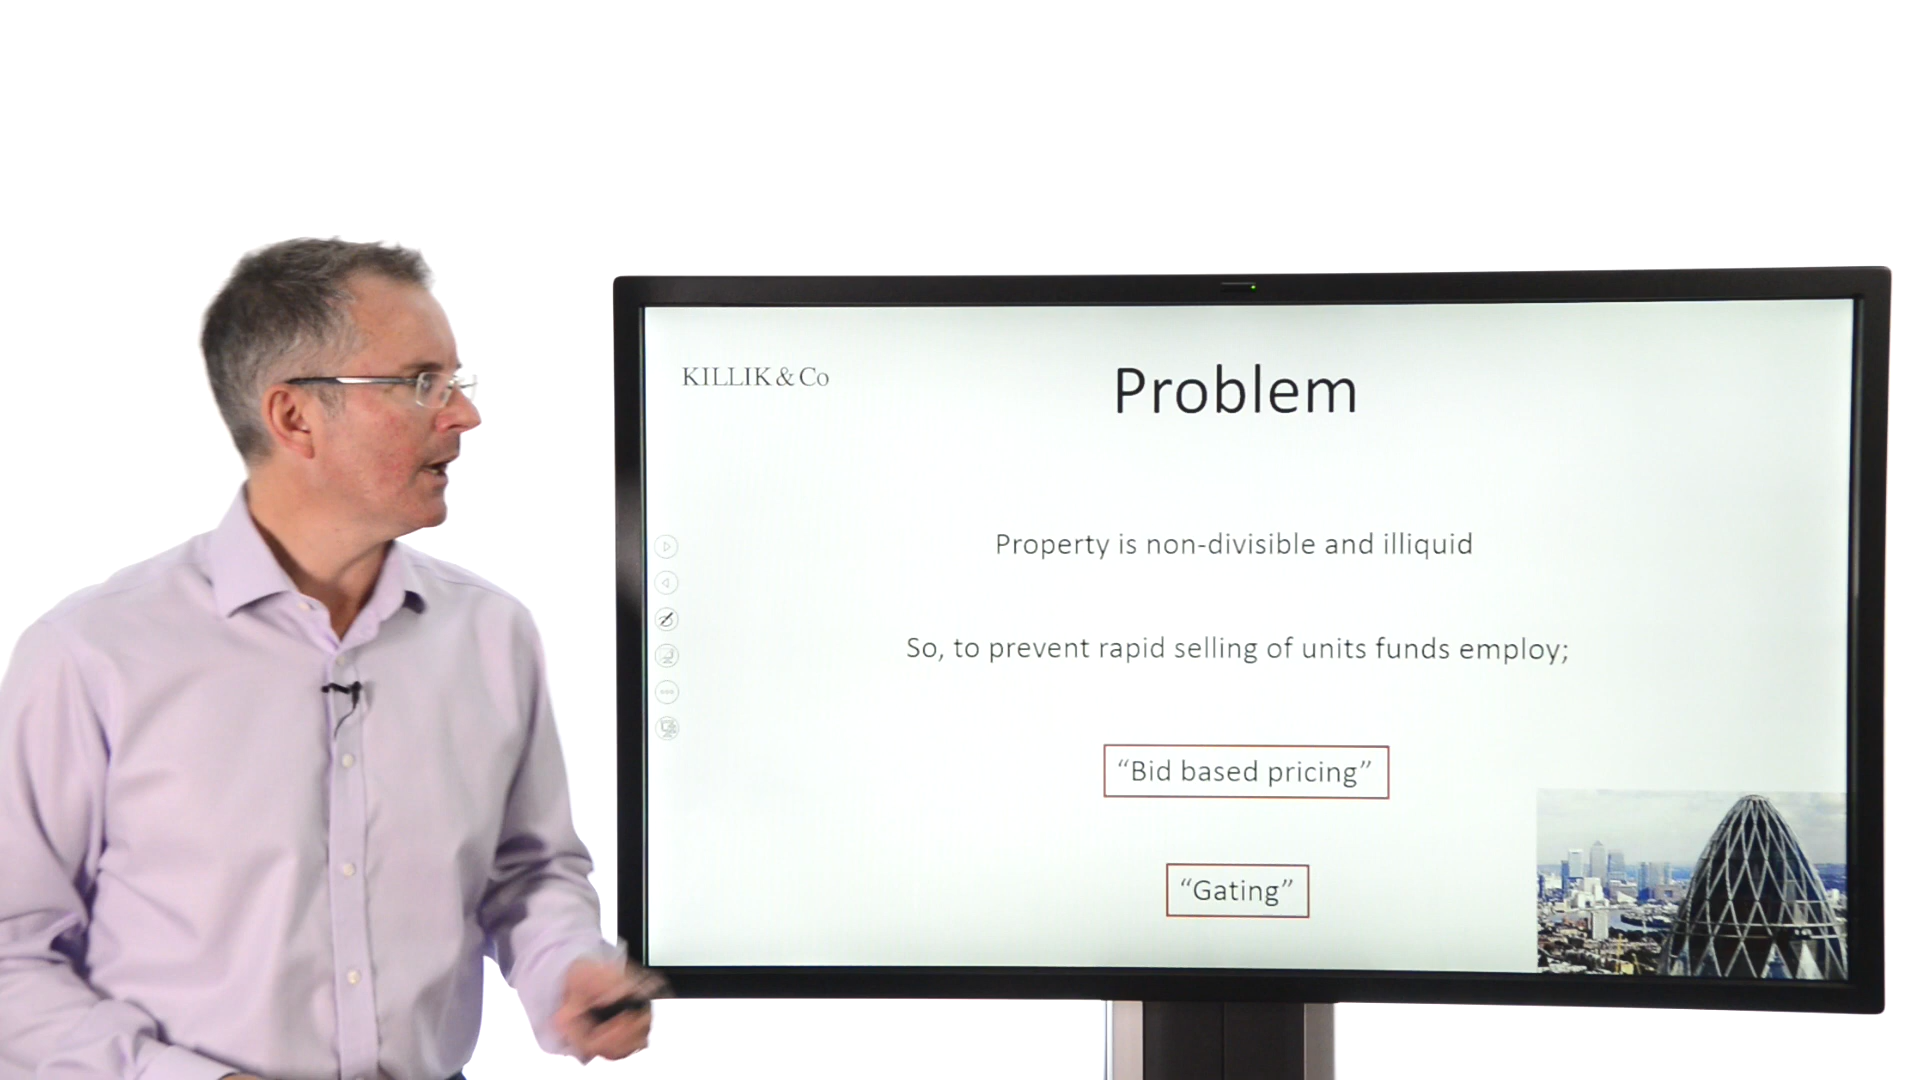 KILLIK & Co
Problem
Property is non-divisible and illiquid
So, to prevent rapid selling of units funds employ;
“Bid based pricing”
“Gating”